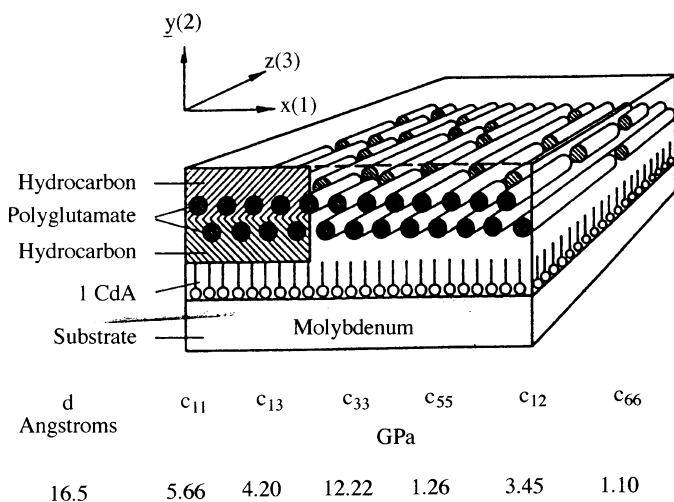 y(2)
z(3)
x(1)
Hydrocarbon
Polyglutamate
Hydrocarbon
1 CdA
Substrate
Molybdenum
d c₁₁ c₁₃ c₃₃ c₅₅ c₁₂ c₆₆
Angstroms GPa
16.5 5.66 4.20 12.22 1.26 3.45 1.10